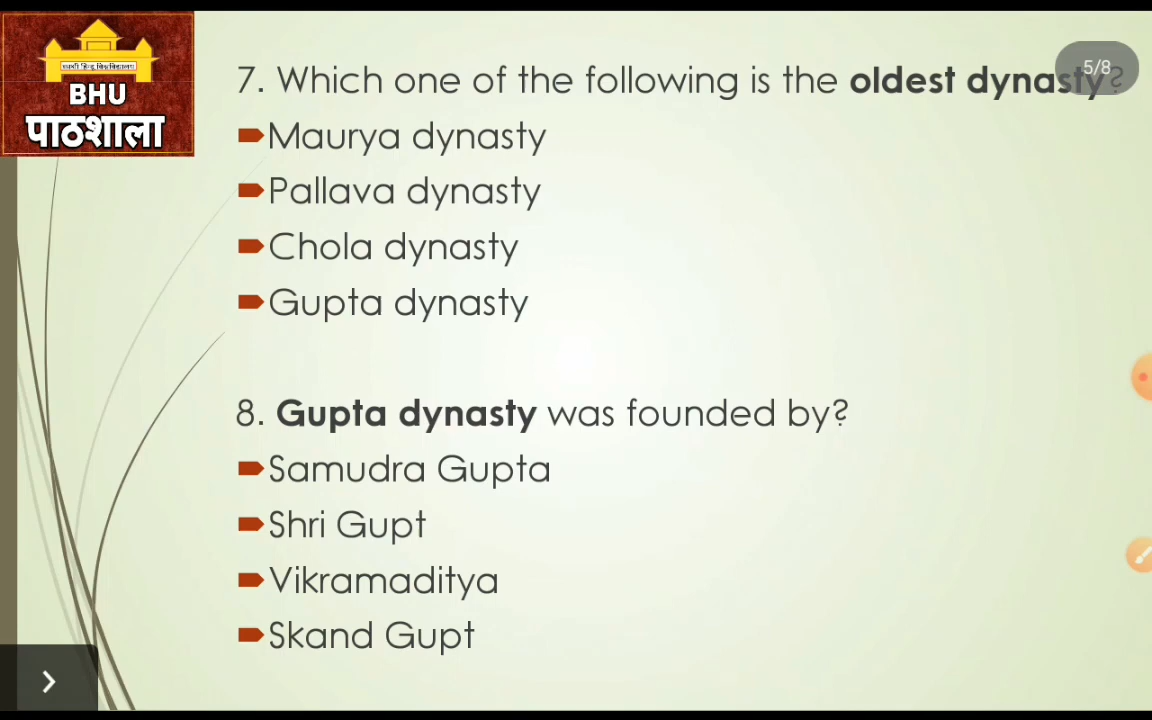 BHU
पाठशाला
5/8
7. Which one of the following is the oldest dynasty?
Maurya dynasty
Pallava dynasty
Chola dynasty
Gupta dynasty
8. Gupta dynasty was founded by?
Samudra Gupta
Shri Gupt
Vikramaditya
Skand Gupt